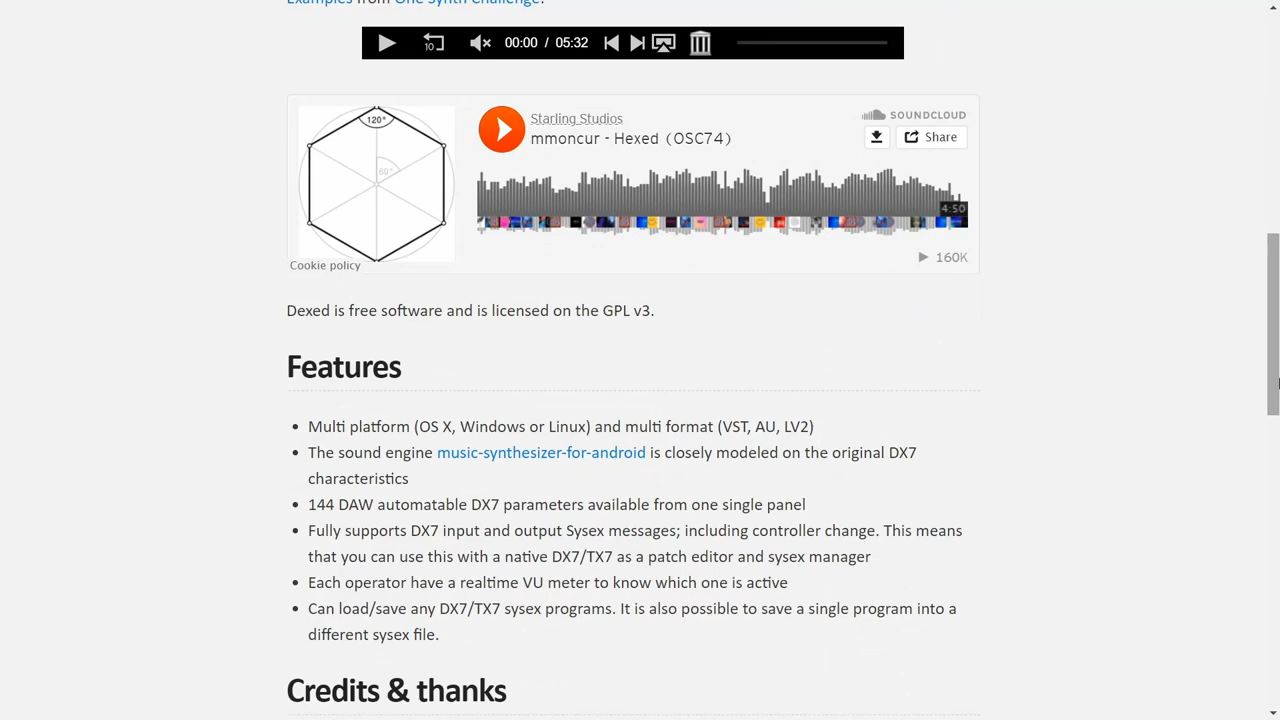 Examples from One Synth Challenge.
10
00:00 / 05:32
120°
60°
Cookie policy
Starling Studios
mmoncur - Hexed (OSC74)
SOUNDCLOUD
Share
4:50
160K
Dexed is free software and is licensed on the GPL v3.
Features
Multi platform (OS X, Windows or Linux) and multi format (VST, AU, LV2)
The sound engine music-synthesizer-for-android is closely modeled on the original DX7
characteristics
144 DAW automatable DX7 parameters available from one single panel
Fully supports DX7 input and output Sysex messages; including controller change. This means
that you can use this with a native DX7/TX7 as a patch editor and sysex manager
Each operator have a realtime VU meter to know which one is active
Can load/save any DX7/TX7 sysex programs. It is also possible to save a single program into a
different sysex file.
Credits & thanks